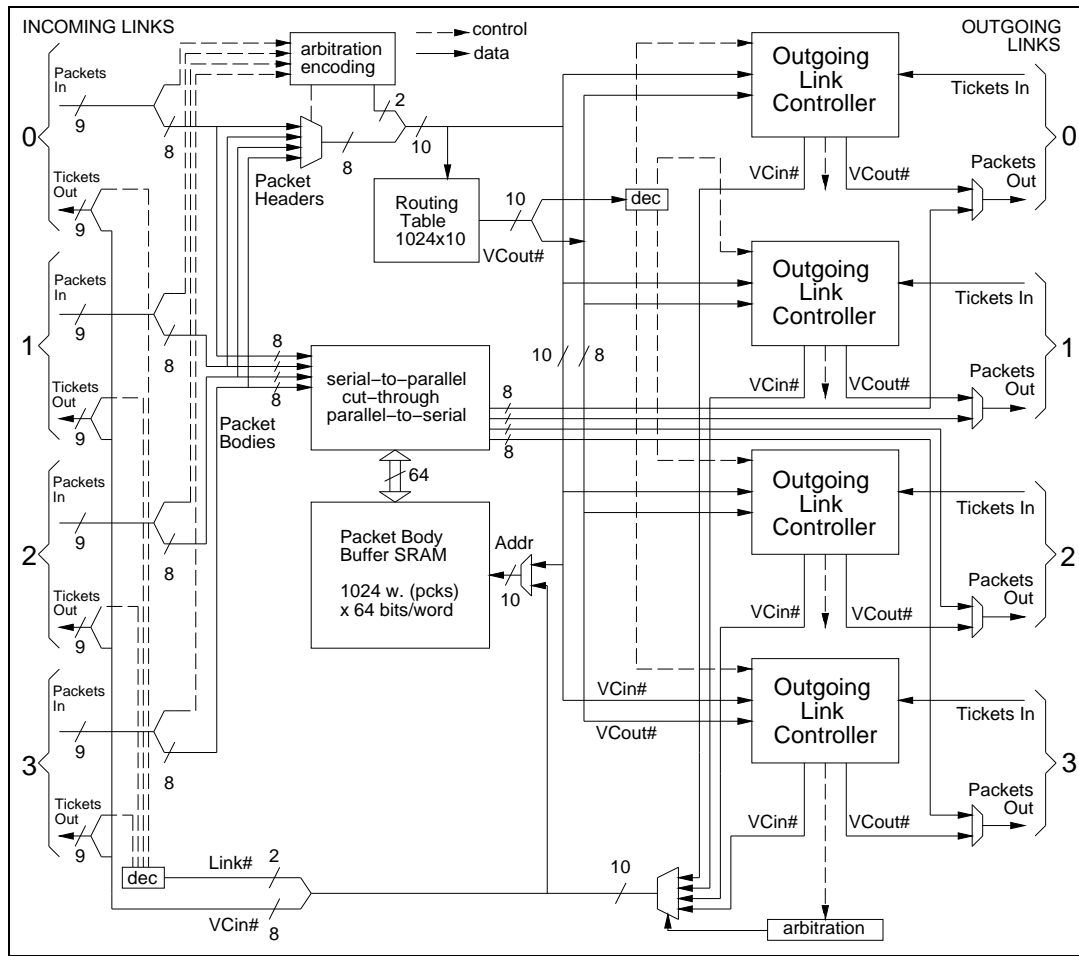 INCOMING LINKS
control
data
OUTGOING
LINKS
arbitration
encoding
Packets
In
9
8
0
Tickets
Out
9
2
8
10
Packet
Headers
Routing
Table
1024x10
10
VCout#
dec
Outgoing
Link
Controller
Tickets In
VCin#
VCout#
Packets
Out
0
Packets
In
9
8
1
Tickets
Out
9
8
8
serial-to-parallel
cut-through
parallel-to-serial
8
8
Packet
Bodies
64
10
8
Outgoing
Link
Controller
Tickets In
VCin#
VCout#
Packets
Out
1
Packets
In
9
8
2
Tickets
Out
9
Packet Body
Buffer SRAM
1024 w. (pcks)
x 64 bits/word
Addr
10
Outgoing
Link
Controller
Tickets In
VCin#
VCout#
Packets
Out
2
Packets
In
9
8
3
Tickets
Out
9
VCin#
VCout#
Outgoing
Link
Controller
Tickets In
VCin#
VCout#
Packets
Out
3
dec
Link#
2
VCin#
8
10
arbitration